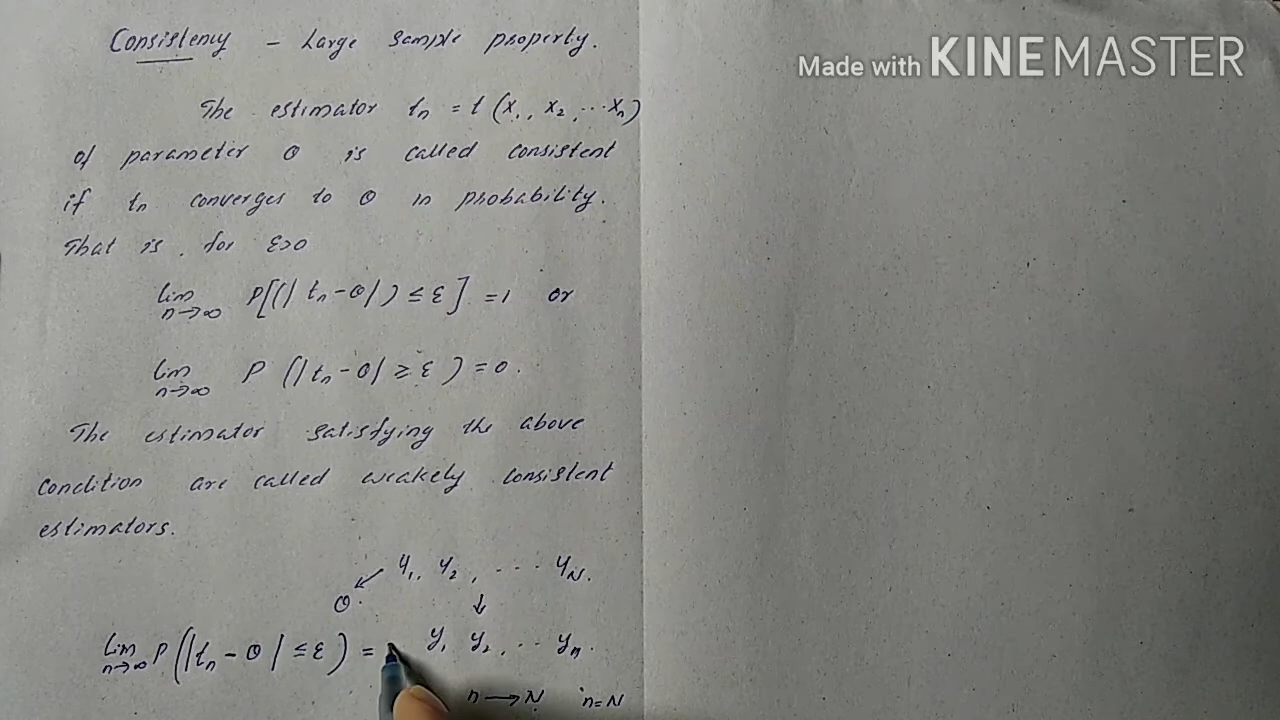 Consistency - Large sample property.
Made with KINEMASTER
The estimator tₙ = t (X₁, X₂, ... Xₙ)
of parameter θ is called consistent
if tₙ converges to θ in probability.
That is, for ε>0
lim n→∞ P[(|tₙ-θ|) ≤ ε] = 1 or
lim n→∞ P (|tₙ-θ| ≥ ε) = 0.
The estimator satisfying the above
condition are called weakely consistent
estimators.
Y₁, Y₂, ... Y_N.
θ.
lim n→∞ P(|tₙ-θ| ≤ ε) = y₁ y₂, ... yₙ.
n → N n=N